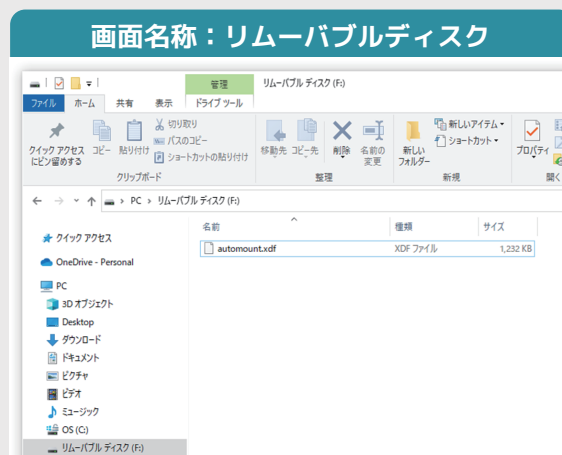 画面名称：リムーバブルディスク
管理
リムーバブル ディスク (F:)
ファイル ホーム 共有 表示 ドライブ ツール
クイック アクセス
にピン留めする
コピー
貼り付け
切り取り
パスのコピー
ショートカットの貼り付け
移動先
コピー先
削除
名前の
変更
新しい
フォルダー
新しいアイテム
ショートカット
プロパティ
クリップボード 整理 新規 開く
PC › リムーバブル ディスク (F:)
名前 種類 サイズ
automount.xdf XDF ファイル 1,232 KB
クイック アクセス
OneDrive - Personal
PC
3D オブジェクト
Desktop
ダウンロード
ドキュメント
ピクチャ
ビデオ
ミュージック
OS (C:)
リムーバブル ディスク (F:)